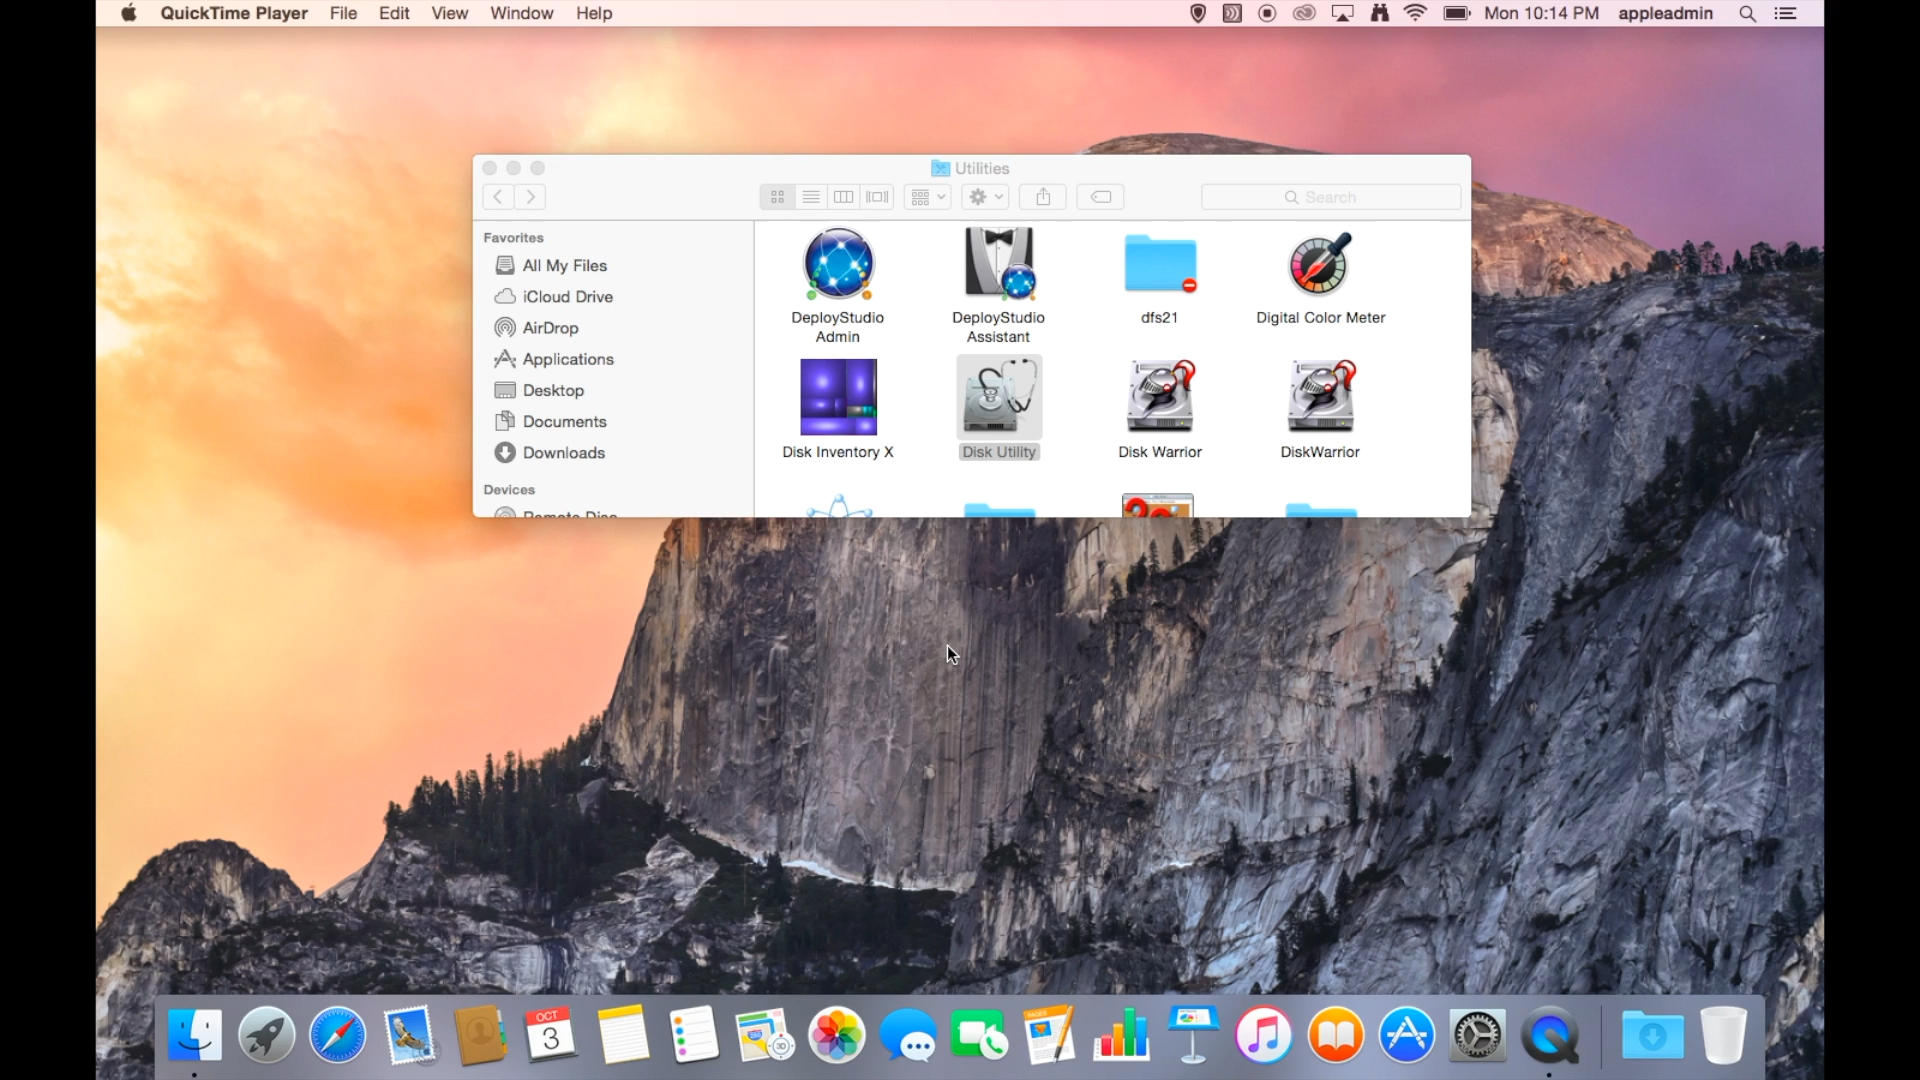 QuickTime Player File Edit View Window Help Mon 10:14 PM appleadmin
Utilities
Search
Favorites
All My Files
iCloud Drive
AirDrop
Applications
Desktop
Documents
Downloads
Devices
Remote Disc
DeployStudio
Admin
DeployStudio
Assistant
dfs21
Digital Color Meter
Disk Inventory X
Disk Utility
Disk Warrior
DiskWarrior
OCT
3
PAGES